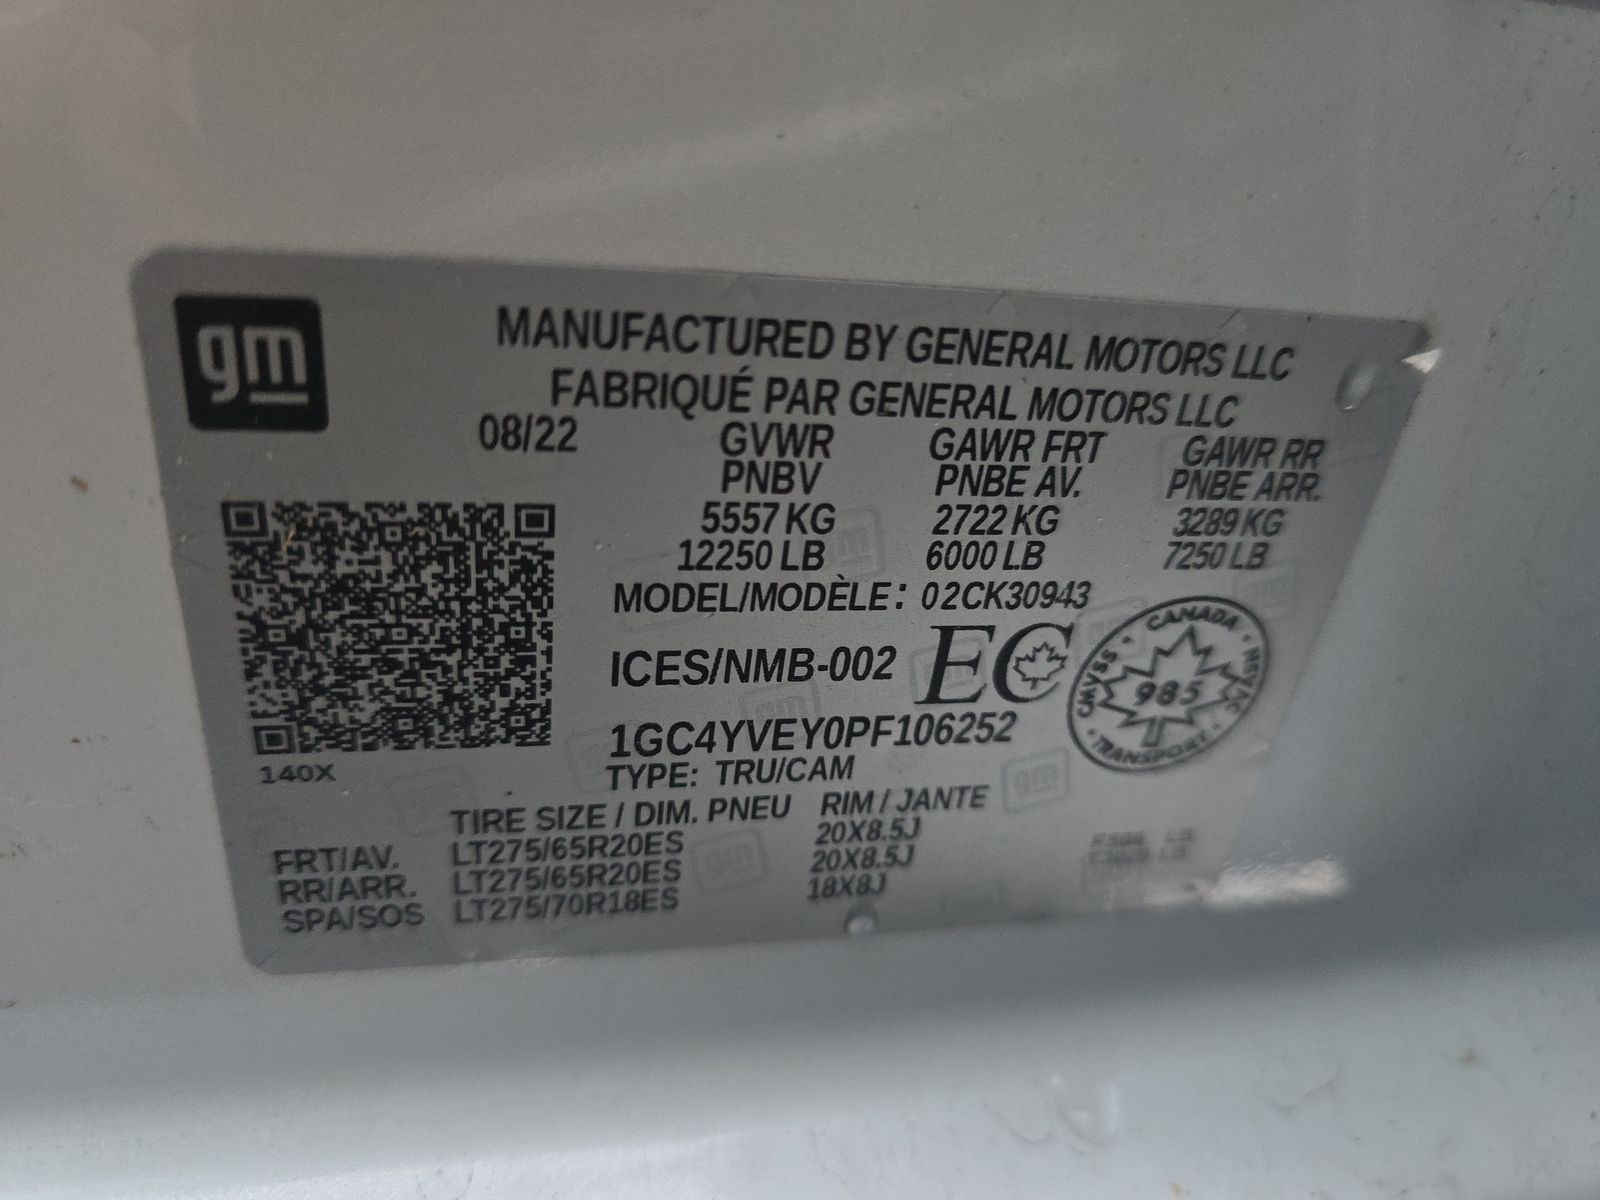 gm
MANUFACTURED BY GENERAL MOTORS LLC
FABRIQUÉ PAR GENERAL MOTORS LLC
08/22 GVWR GAWR FRT GAWR RR
PNBV PNBE AV. PNBE ARR.
5557 KG 2722 KG 3289 KG
12250 LB 6000 LB 7250 LB
MODEL/MODÈLE: 02CK30943
ICES/NMB-002 EC
CANADA · NSVAC · TRANSPORT · CMVSS ·
985
1GC4YVEY0PF106252
140X
TYPE: TRU/CAM
TIRE SIZE / DIM. PNEU RIM / JANTE
FRT/AV. LT275/65R20ES 20X8.5J
RR/ARR. LT275/65R20ES 20X8.5J
SPA/SOS LT275/70R18ES 18X8J